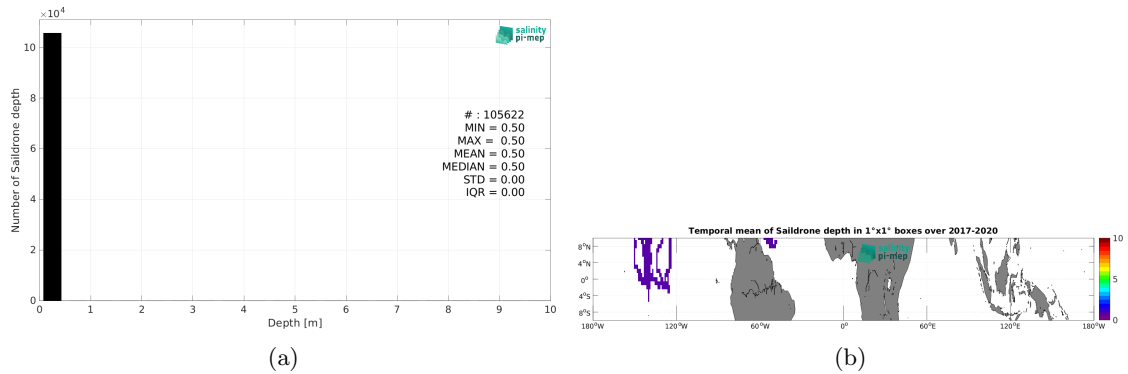 ×10⁴
salinity
pi-mep
10
8
6
4
2
0
Number of Saildrone depth
# : 105622
MIN = 0.50
MAX = 0.50
MEAN = 0.50
MEDIAN = 0.50
STD = 0.00
IQR = 0.00
0 1 2 3 4 5 6 7 8 9 10
Depth [m]
(a)
Temporal mean of Saildrone depth in 1°x1° boxes over 2017-2020
salinity
pi-mep
8°N
4°N
0°
4°S
8°S
180°W 120°W 60°W 0° 60°E 120°E 180°W
10
5
0
(b)